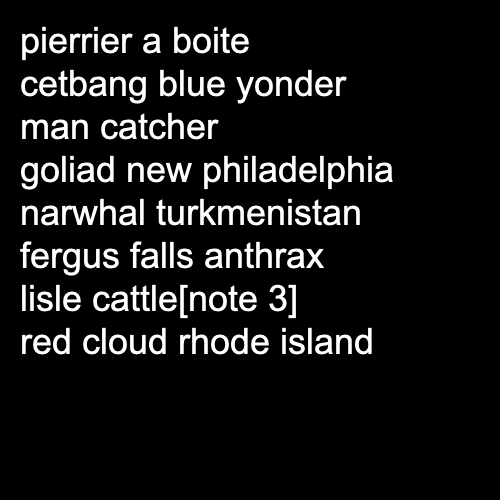 pierrier a boite
cetbang blue yonder
man catcher
goliad new philadelphia
narwhal turkmenistan
fergus falls anthrax
lisle cattle[note 3]
red cloud rhode island